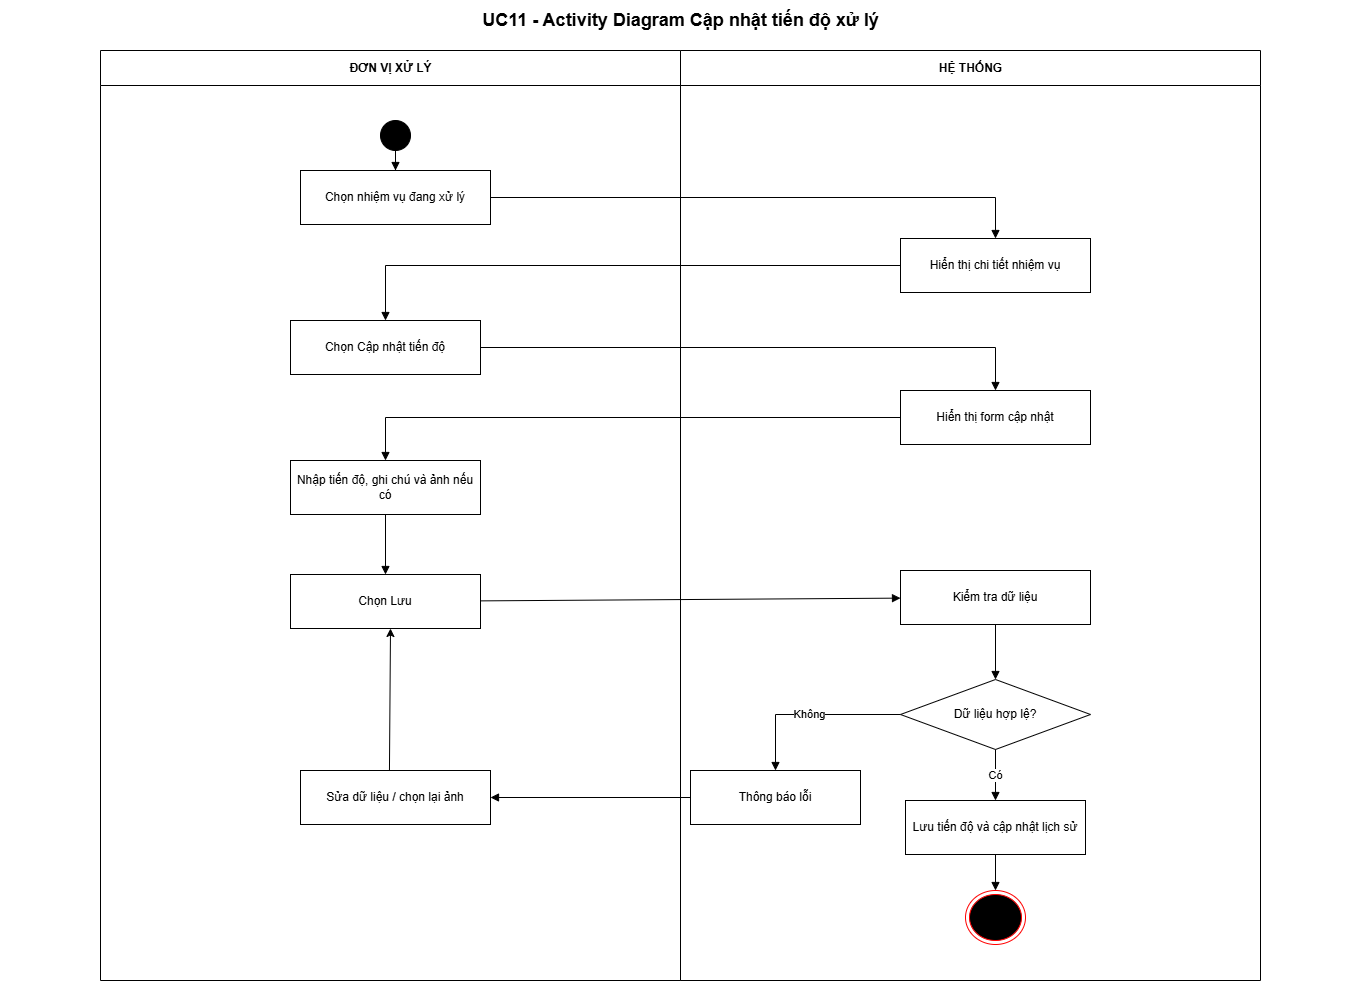 UC11 - Activity Diagram Cập nhật tiến độ xử lý
ĐƠN VỊ XỬ LÝ
HỆ THỐNG
Chọn nhiệm vụ đang xử lý
Hiển thị chi tiết nhiệm vụ
Chọn Cập nhật tiến độ
Hiển thị form cập nhật
Nhập tiến độ, ghi chú và ảnh nếu
có
Chọn Lưu
Kiểm tra dữ liệu
Dữ liệu hợp lệ?
Không
Có
Sửa dữ liệu / chọn lại ảnh
Thông báo lỗi
Lưu tiến độ và cập nhật lịch sử